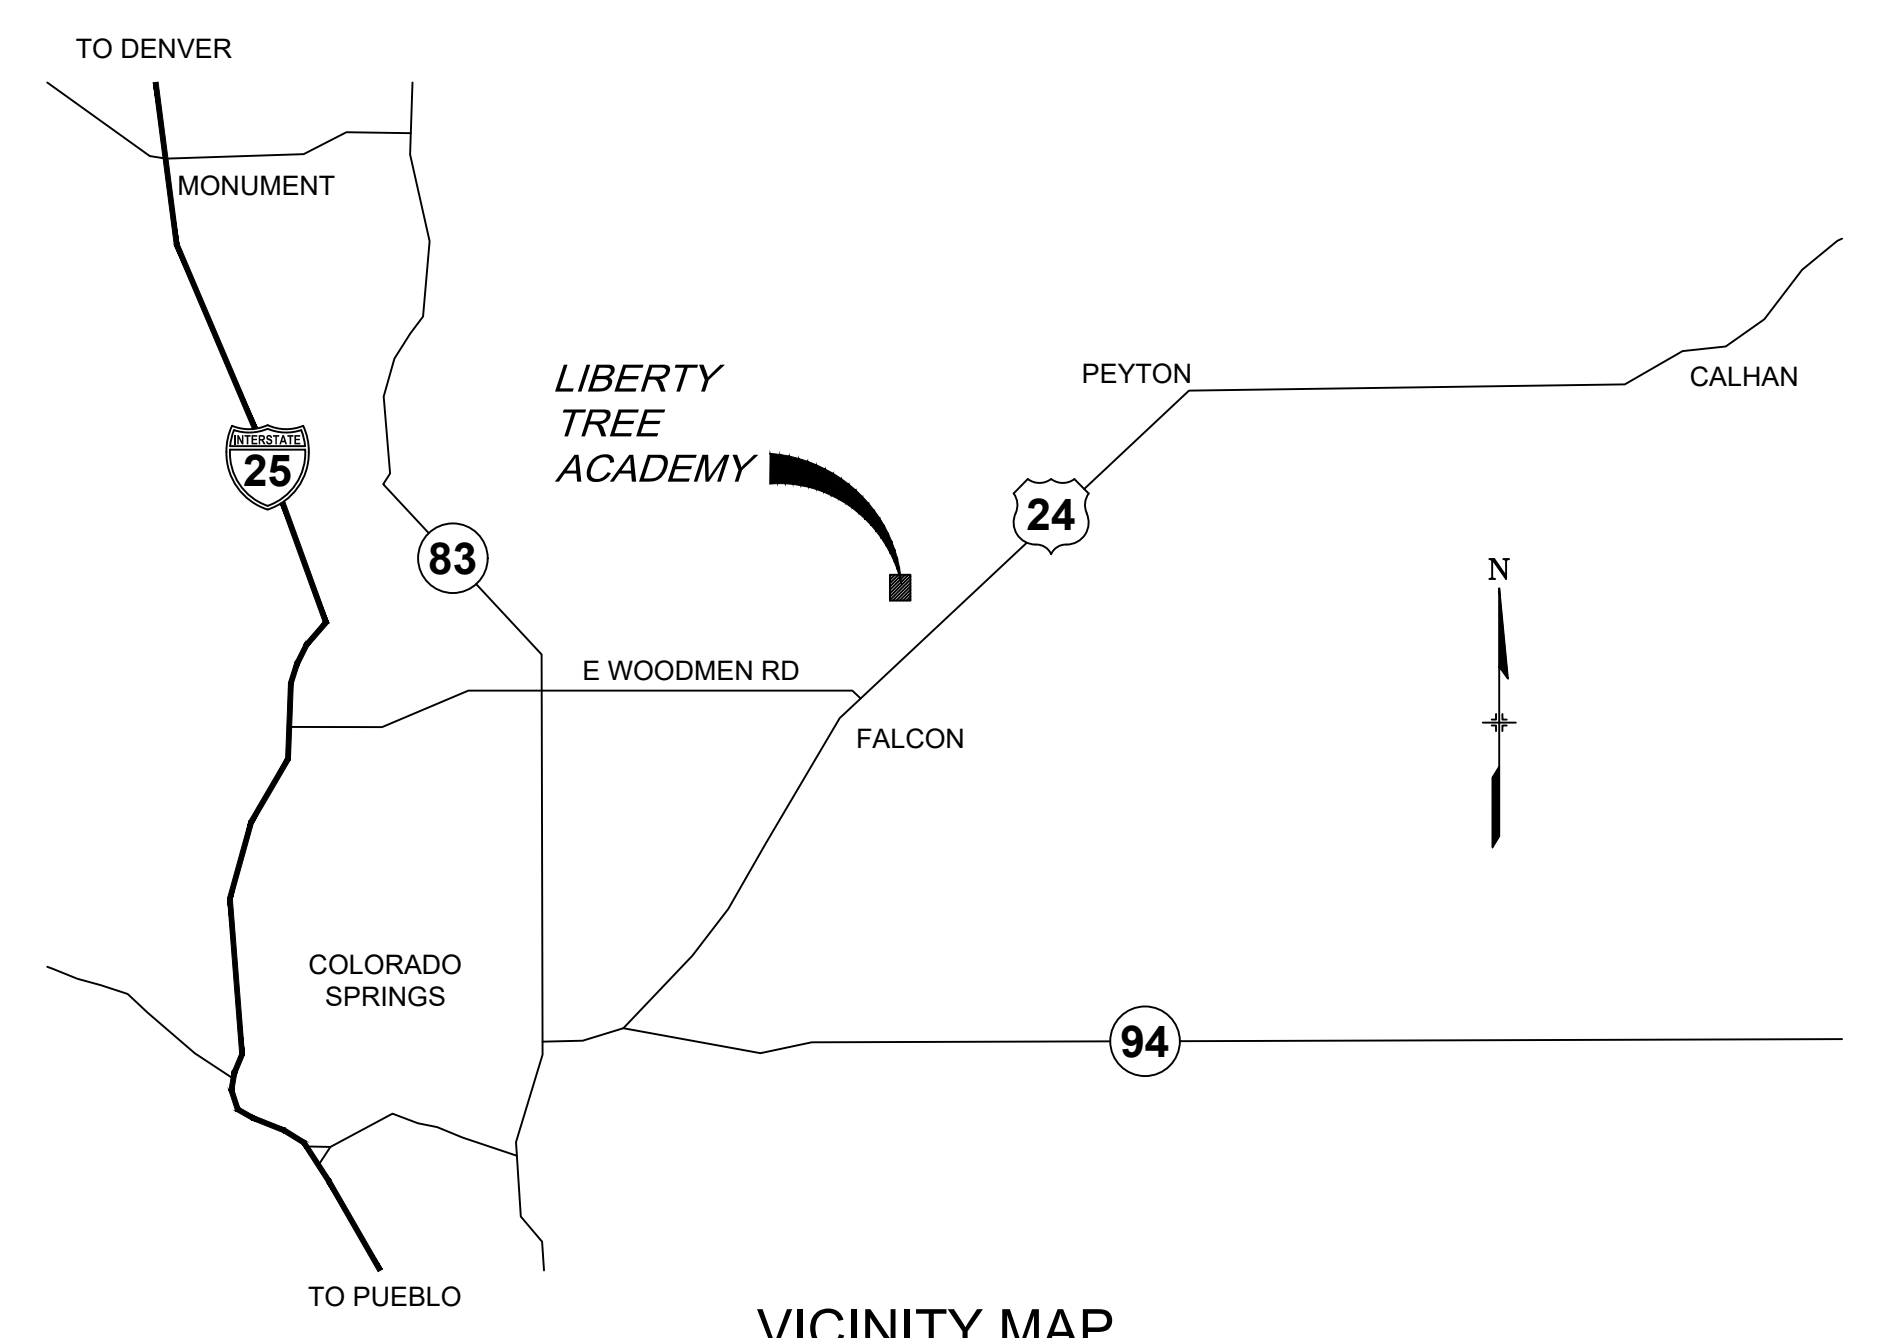 TO DENVER
MONUMENT
LIBERTY
TREE
ACADEMY
PEYTON
CALHAN
INTERSTATE
25
24
83
N
E WOODMEN RD
FALCON
COLORADO
SPRINGS
94
TO PUEBLO
VICINITY MAP